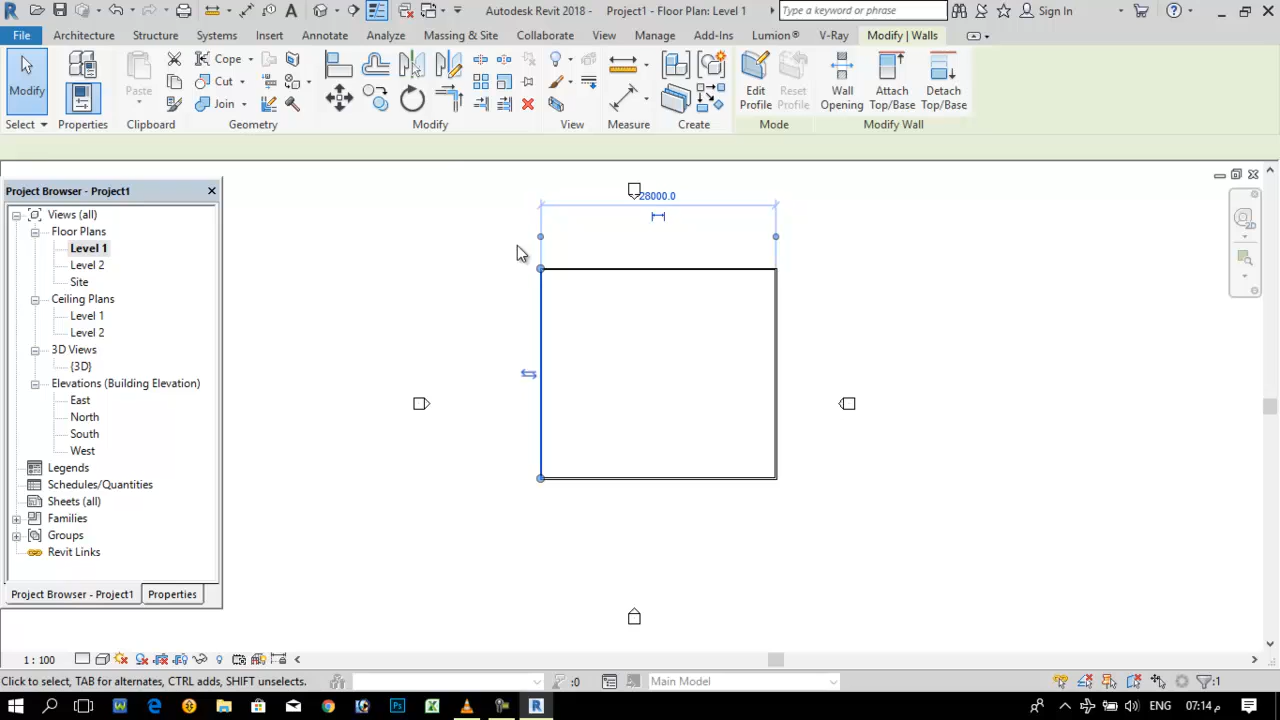 Autodesk Revit 2018 - Project1 - Floor Plan: Level 1
Type a keyword or phrase
Sign In
File Architecture Structure Systems Insert Annotate Analyze Massing & Site Collaborate View Manage Add-Ins Lumion® V-Ray Modify | Walls
Modify
Paste
Cope
Cut
Join
Edit Profile
Reset Profile
Wall Opening
Attach Top/Base
Detach Top/Base
Select Properties Clipboard Geometry Modify View Measure Create Mode Modify Wall
Project Browser - Project1
Views (all)
Floor Plans
Level 1
Level 2
Site
Ceiling Plans
Level 1
Level 2
3D Views
{3D}
Elevations (Building Elevation)
East
North
South
West
Legends
Schedules/Quantities
Sheets (all)
Families
Groups
Revit Links
Project Browser - Project1 Properties
28000.0
2D
1 : 100
Click to select, TAB for alternates, CTRL adds, SHIFT unselects.
:0
Main Model
:1
07:14 م